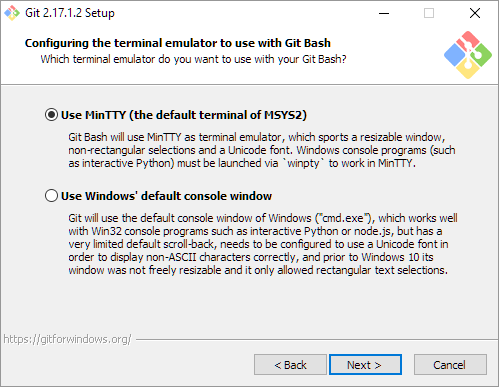 Git 2.17.1.2 Setup
Configuring the terminal emulator to use with Git Bash
Which terminal emulator do you want to use with your Git Bash?
Use MinTTY (the default terminal of MSYS2)
Git Bash will use MinTTY as terminal emulator, which sports a resizable window,
non-rectangular selections and a Unicode font. Windows console programs (such
as interactive Python) must be launched via `winpty` to work in MinTTY.
Use Windows' default console window
Git will use the default console window of Windows ("cmd.exe"), which works well
with Win32 console programs such as interactive Python or node.js, but has a
very limited default scroll-back, needs to be configured to use a Unicode font in
order to display non-ASCII characters correctly, and prior to Windows 10 its
window was not freely resizable and it only allowed rectangular text selections.
https://gitforwindows.org/
< Back
Next >
Cancel